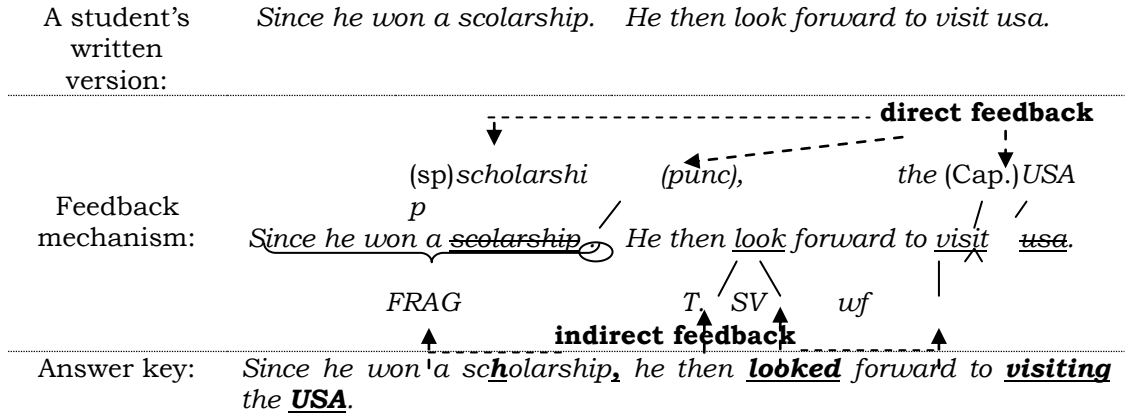 A student's written version: Since he won a scolarship. He then look forward to visit usa.
direct feedback
(sp)scholarship (punc), the (Cap.)USA
Feedback mechanism: Since he won a scolarship . He then look forward to visit usa.
FRAG T. SV wf
indirect feedback
Answer key: Since he won a scholarship, he then looked forward to visiting
the USA.